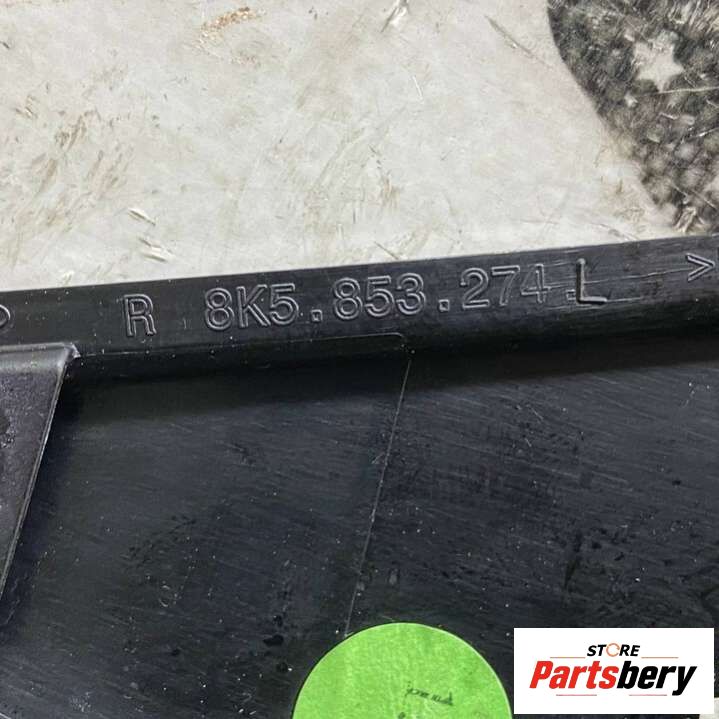 R 8K5.853.274.L >
STORE
Partsbery